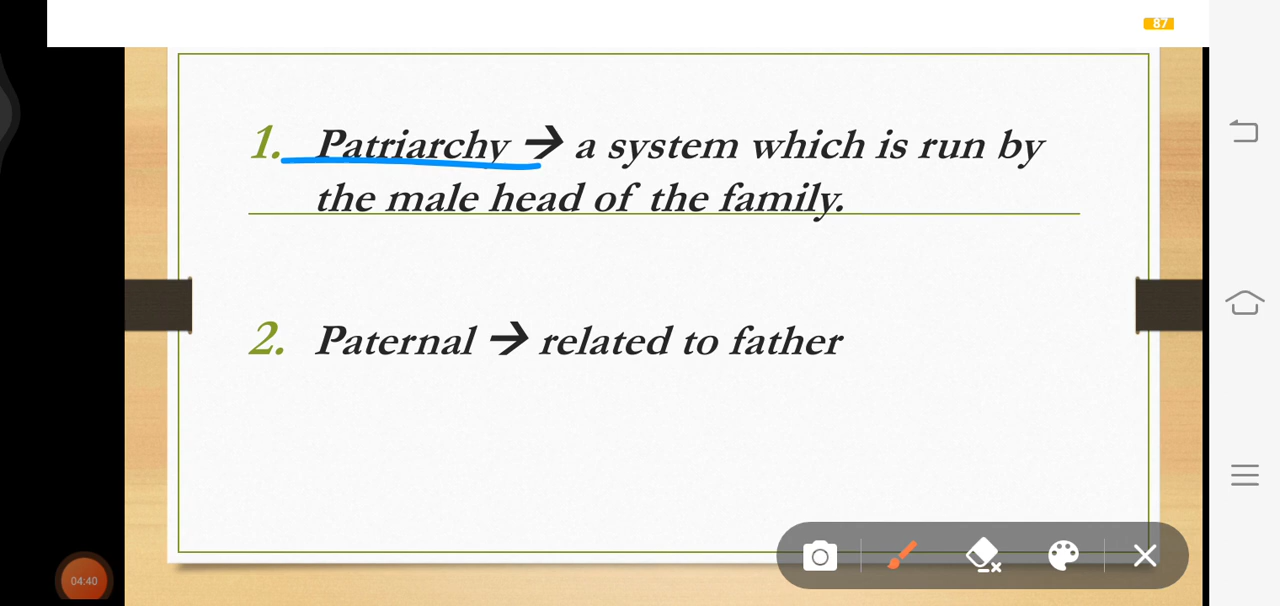 87
1. Patriarchy → a system which is run by
the male head of the family.
2. Paternal → related to father
04:40